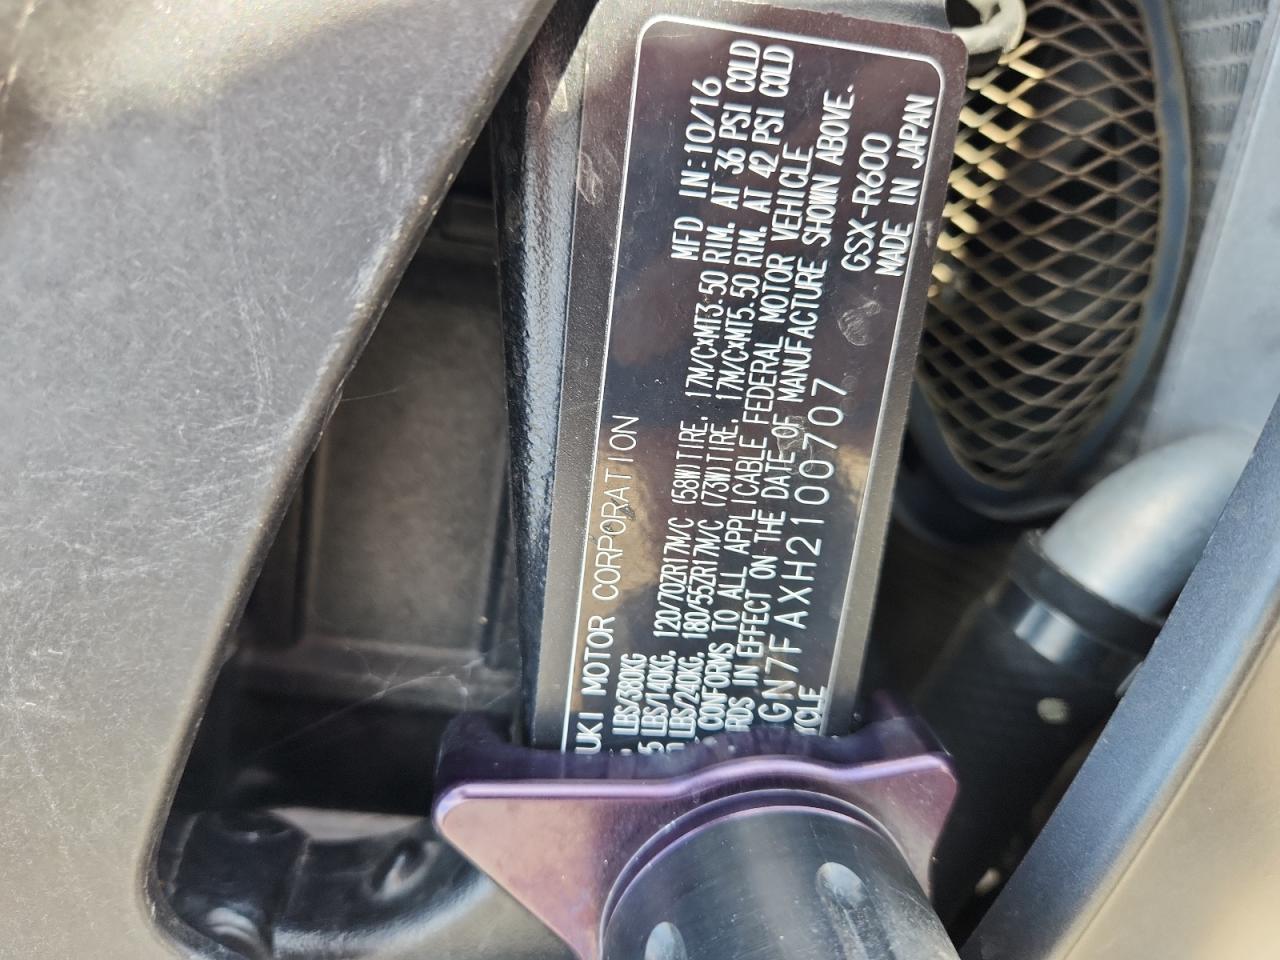 UKI MOTOR CORPORATION
MFD IN: 10/16
LBS/380KG
5 LBS/140KG, 120/70ZR17M/C (58W)TIRE, 17M/CxMT3.50 RIM, AT 36 PSI COLD
LBS/240KG, 180/55ZR17M/C (73W)TIRE, 17M/CxMT5.50 RIM, AT 42 PSI COLD
CONFORMS TO ALL APPLICABLE FEDERAL MOTOR VEHICLE
RDS IN EFFECT ON THE DATE OF MANUFACTURE SHOWN ABOVE.
GN7FAXH2100707
GSX-R600
YCLE
MADE IN JAPAN